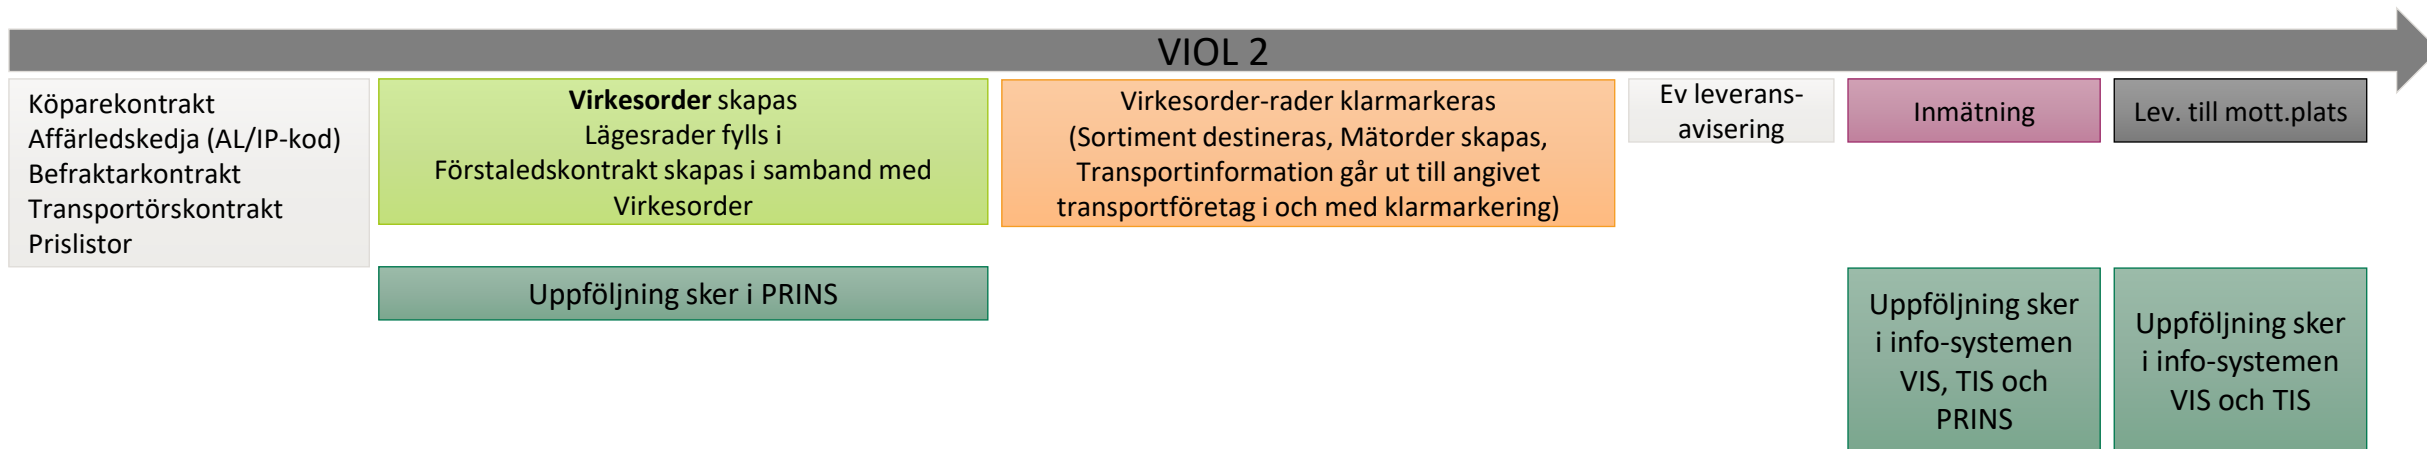 VIOL 2
Köparekontrakt
Affärledskedja (AL/IP-kod)
Befraktarkontrakt
Transportörskontrakt
Prislistor
Virkesorder skapas
Lägesrader fylls i
Förstaledskontrakt skapas i samband med
Virkesorder
Virkesorder-rader klarmarkeras
(Sortiment destineras, Mätorder skapas,
Transportinformation går ut till angivet
transportföretag i och med klarmarkering)
Ev leverans-
avisering
Inmätning
Lev. till mott.plats
Uppföljning sker i PRINS
Uppföljning sker
i info-systemen
VIS, TIS och
PRINS
Uppföljning sker
i info-systemen
VIS och TIS